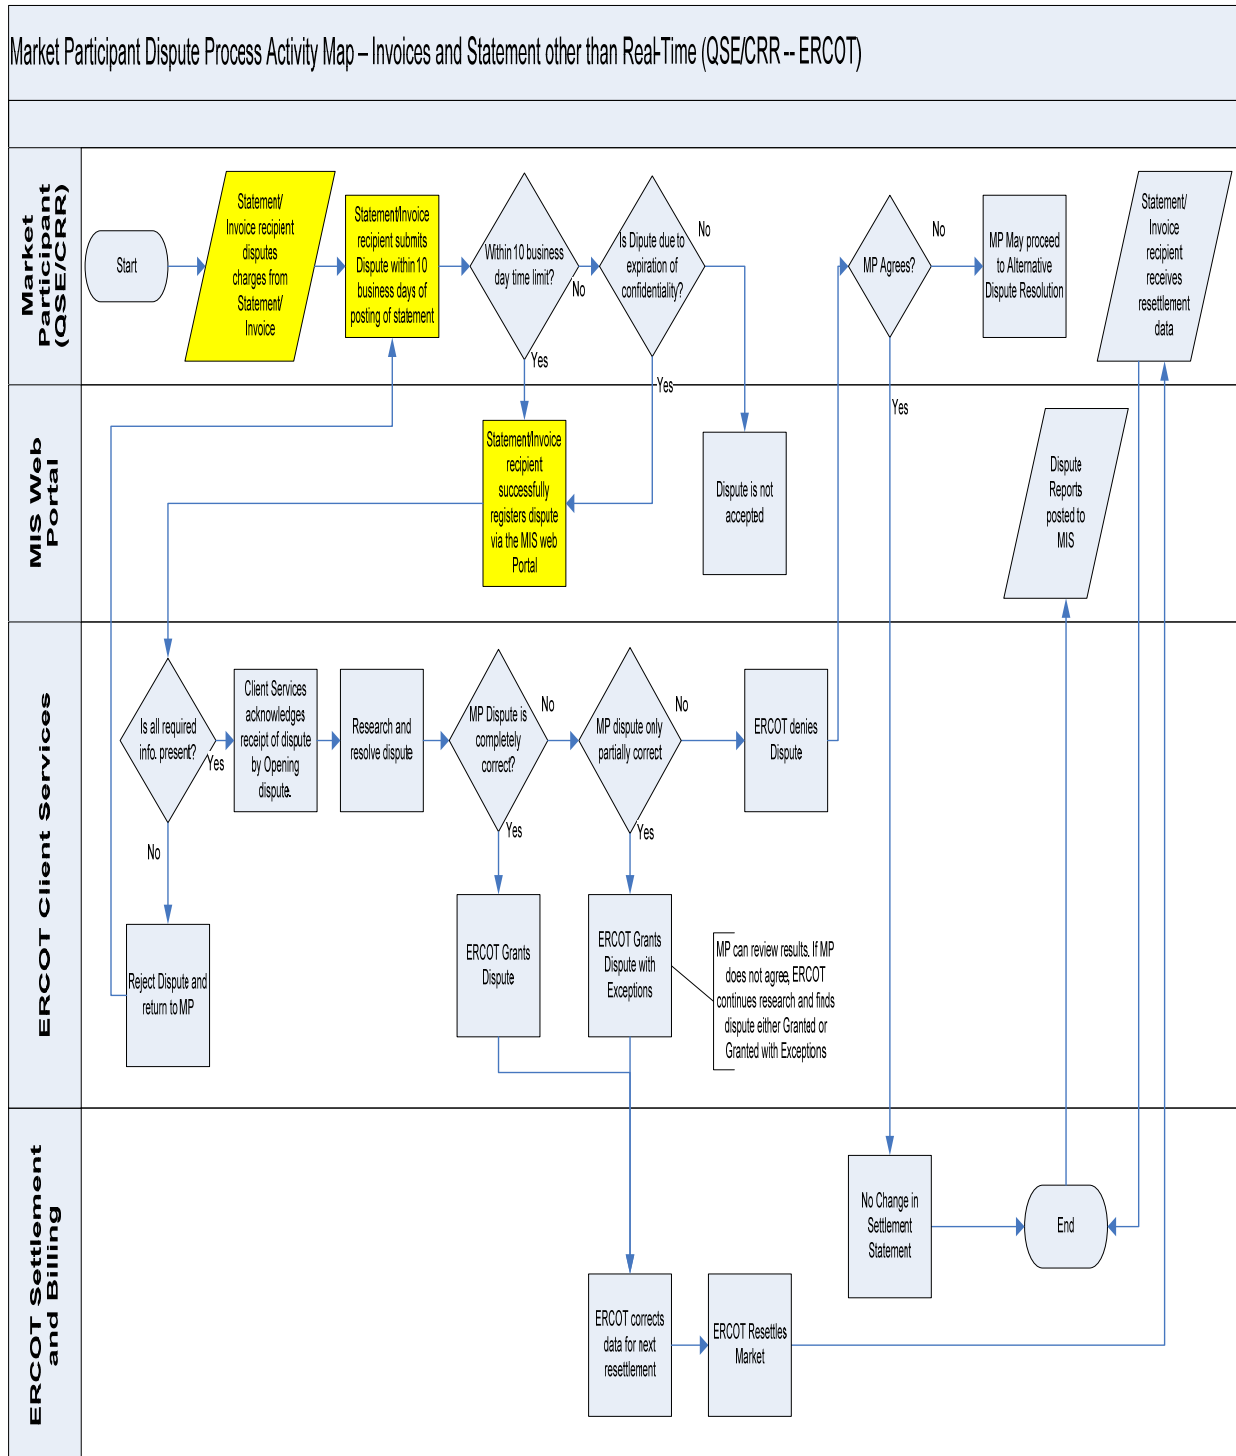 Market Participant Dispute Process Activity Map – Invoices and Statement other than Real-Time (QSE/CRR -- ERCOT)
Market
Participant
(QSE/CRR)
Start
Statement/
Invoice recipient
disputes
charges from
Statement/
Invoice
Statement/Invoice
recipient submits
Dispute within 10
business days of
posting of statement
Within 10 business
day time limit?
No
Yes
Is Dipute due to
expiration of
confidentiality?
No
Yes
MP Agrees?
No
Yes
MP May proceed
to Alternative
Dispute Resolution
Statement/
Invoice
recipient
receives
resettlement
data
MIS Web
Portal
Statement/Invoice
recipient
successfully
registers dispute
via the MIS web
Portal
Dispute is not
accepted
Dispute
Reports
posted to
MIS
ERCOT Client Services
Is all required
info. present?
Yes
No
Client Services
acknowledges
receipt of dispute
by Opening
dispute.
Research and
resolve dispute
MP Dispute is
completely
correct?
No
Yes
MP dispute only
partially correct
No
Yes
ERCOT denies
Dispute
Reject Dispute and
return to MP
ERCOT Grants
Dispute
ERCOT Grants
Dispute with
Exceptions
MP can review results. If MP
does not agree, ERCOT
continues research and finds
dispute either Granted or
Granted with Exceptions
ERCOT Settlement
and Billing
No Change in
Settlement
Statement
End
ERCOT corrects
data for next
resettlement
ERCOT Resettles
Market